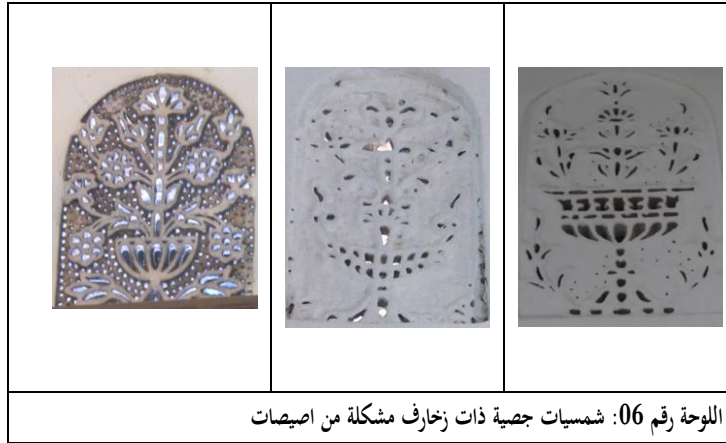 اللوحة رقم 06: شمسيات جصية ذات زخارف مشكلة من اصيصات